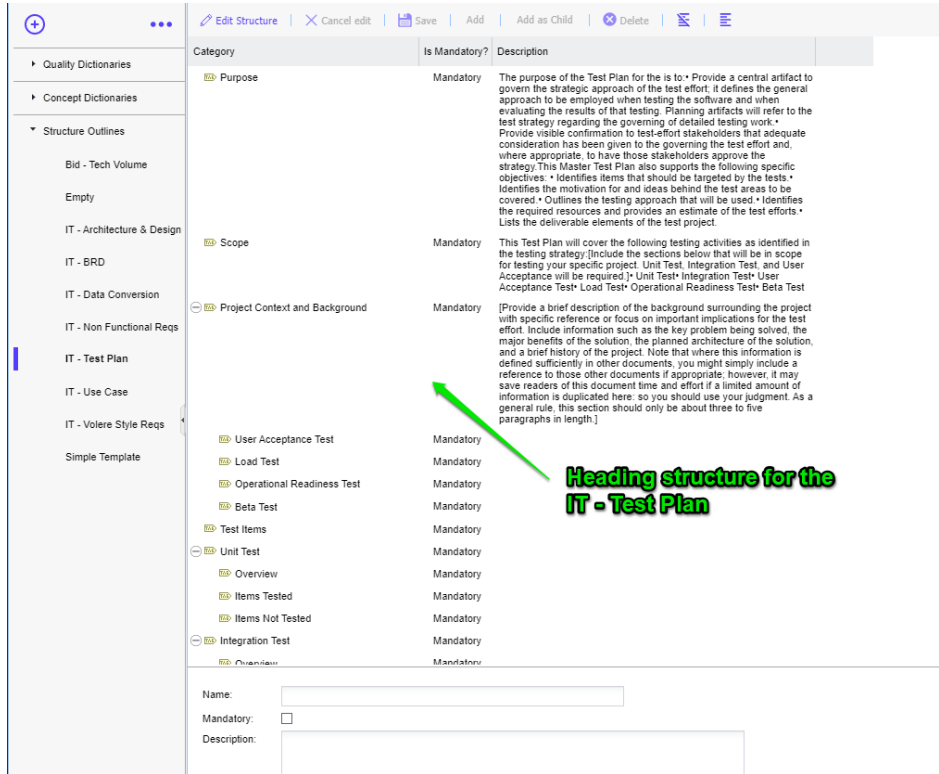 Edit Structure
Cancel edit
Save
Add
Add as Child
Delete
Quality Dictionaries
Concept Dictionaries
Structure Outlines
Bid - Tech Volume
Empty
IT - Architecture & Design
IT - BRD
IT - Data Conversion
IT - Non Functional Reqs
IT - Test Plan
IT - Use Case
IT - Volere Style Reqs
Simple Template
Category Is Mandatory? Description
Purpose Mandatory The purpose of the Test Plan for the is to:• Provide a central artifact to
govern the strategic approach of the test effort; it defines the general
approach to be employed when testing the software and when
evaluating the results of that testing. Planning artifacts will refer to the
test strategy regarding the governing of detailed testing work.•
Provide visible confirmation to test-effort stakeholders that adequate
consideration has been given to the governing the test effort and,
where appropriate, to have those stakeholders approve the
strategy.This Master Test Plan also supports the following specific
objectives: • Identifies items that should be targeted by the tests.•
Identifies the motivation for and ideas behind the test areas to be
covered.• Outlines the testing approach that will be used.• Identifies
the required resources and provides an estimate of the test efforts.•
Lists the deliverable elements of the test project.
Scope Mandatory This Test Plan will cover the following testing activities as identified in
the testing strategy:[Include the sections below that will be in scope
for testing your specific project. Unit Test, Integration Test, and User
Acceptance will be required.]• Unit Test• Integration Test• User
Acceptance Test• Load Test• Operational Readiness Test• Beta Test
Project Context and Background Mandatory [Provide a brief description of the background surrounding the project
with specific reference or focus on important implications for the test
effort. Include information such as the key problem being solved, the
major benefits of the solution, the planned architecture of the solution,
and a brief history of the project. Note that where this information is
defined sufficiently in other documents, you might simply include a
reference to those other documents if appropriate; however, it may
save readers of this document time and effort if a limited amount of
information is duplicated here: so you should use your judgment. As a
general rule, this section should only be about three to five
paragraphs in length.]
User Acceptance Test Mandatory
Load Test Mandatory
Operational Readiness Test Mandatory
Beta Test Mandatory
Test Items Mandatory
Unit Test Mandatory
Overview Mandatory
Items Tested Mandatory
Items Not Tested Mandatory
Integration Test Mandatory
Overview Mandatory
Heading structure for the
IT - Test Plan
Name:
Mandatory:
Description: